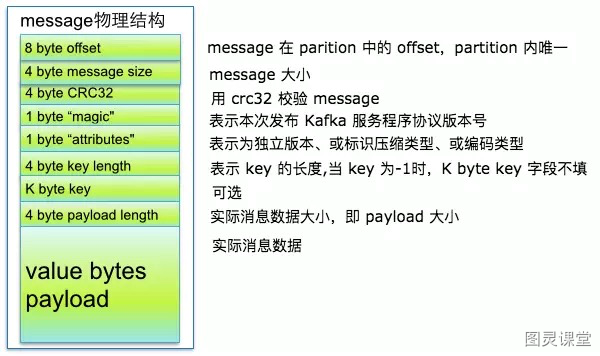 message物理结构
8 byte offset
message 在 parition 中的 offset，partition 内唯一
4 byte message size
message 大小
4 byte CRC32
用 crc32 校验 message
1 byte “magic"
表示本次发布 Kafka 服务程序协议版本号
1 byte “attributes"
表示为独立版本、或标识压缩类型、或编码类型
4 byte key length
表示 key 的长度,当 key 为-1时，K byte key 字段不填
K byte key
可选
4 byte payload length
实际消息数据大小，即 payload 大小
value bytes
payload
实际消息数据
图灵课堂